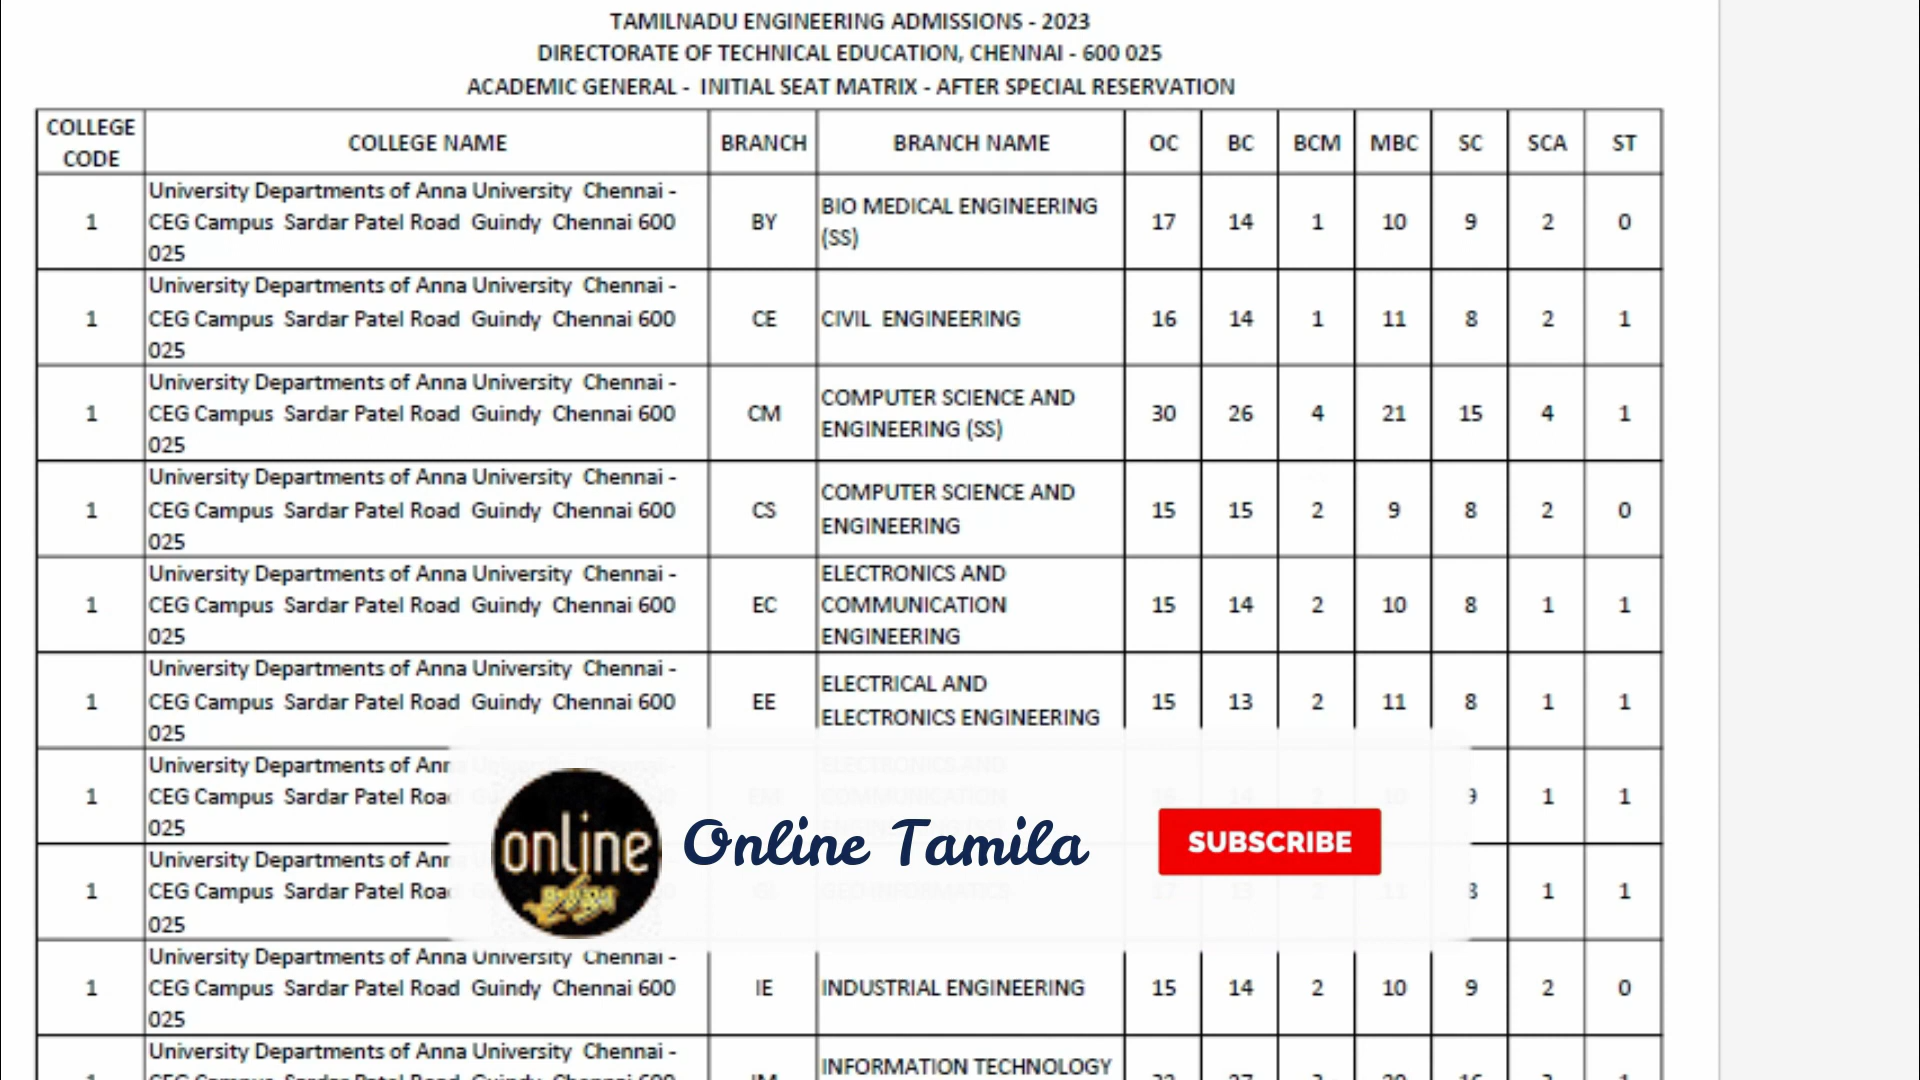 TAMILNADU ENGINEERING ADMISSIONS - 2023
DIRECTORATE OF TECHNICAL EDUCATION, CHENNAI - 600 025
ACADEMIC GENERAL - INITIAL SEAT MATRIX - AFTER SPECIAL RESERVATION
COLLEGE CODE COLLEGE NAME BRANCH BRANCH NAME OC BC BCM MBC SC SCA ST
University Departments of Anna University Chennai -
1 CEG Campus Sardar Patel Road Guindy Chennai 600 BY BIO MEDICAL ENGINEERING (SS) 17 14 1 10 9 2 0
025
University Departments of Anna University Chennai -
1 CEG Campus Sardar Patel Road Guindy Chennai 600 CE CIVIL ENGINEERING 16 14 1 11 8 2 1
025
University Departments of Anna University Chennai -
1 CEG Campus Sardar Patel Road Guindy Chennai 600 CM COMPUTER SCIENCE AND ENGINEERING (SS) 30 26 4 21 15 4 1
025
University Departments of Anna University Chennai -
1 CEG Campus Sardar Patel Road Guindy Chennai 600 CS COMPUTER SCIENCE AND ENGINEERING 15 15 2 9 8 2 0
025
University Departments of Anna University Chennai -
1 CEG Campus Sardar Patel Road Guindy Chennai 600 EC ELECTRONICS AND COMMUNICATION ENGINEERING 15 14 2 10 8 1 1
025
University Departments of Anna University Chennai -
1 CEG Campus Sardar Patel Road Guindy Chennai 600 EE ELECTRICAL AND ELECTRONICS ENGINEERING 15 13 2 11 8 1 1
025
University Departments of
1 CEG Campus Sardar Patel 1 1
025
University Departments of
1 CEG Campus Sardar Patel 1 1
025
online
Online Tamila
SUBSCRIBE
University Departments of Anna University Chennai -
1 CEG Campus Sardar Patel Road Guindy Chennai 600 IE INDUSTRIAL ENGINEERING 15 14 2 10 9 2 0
025
University Departments of Anna University Chennai -
INFORMATION TECHNOLOGY